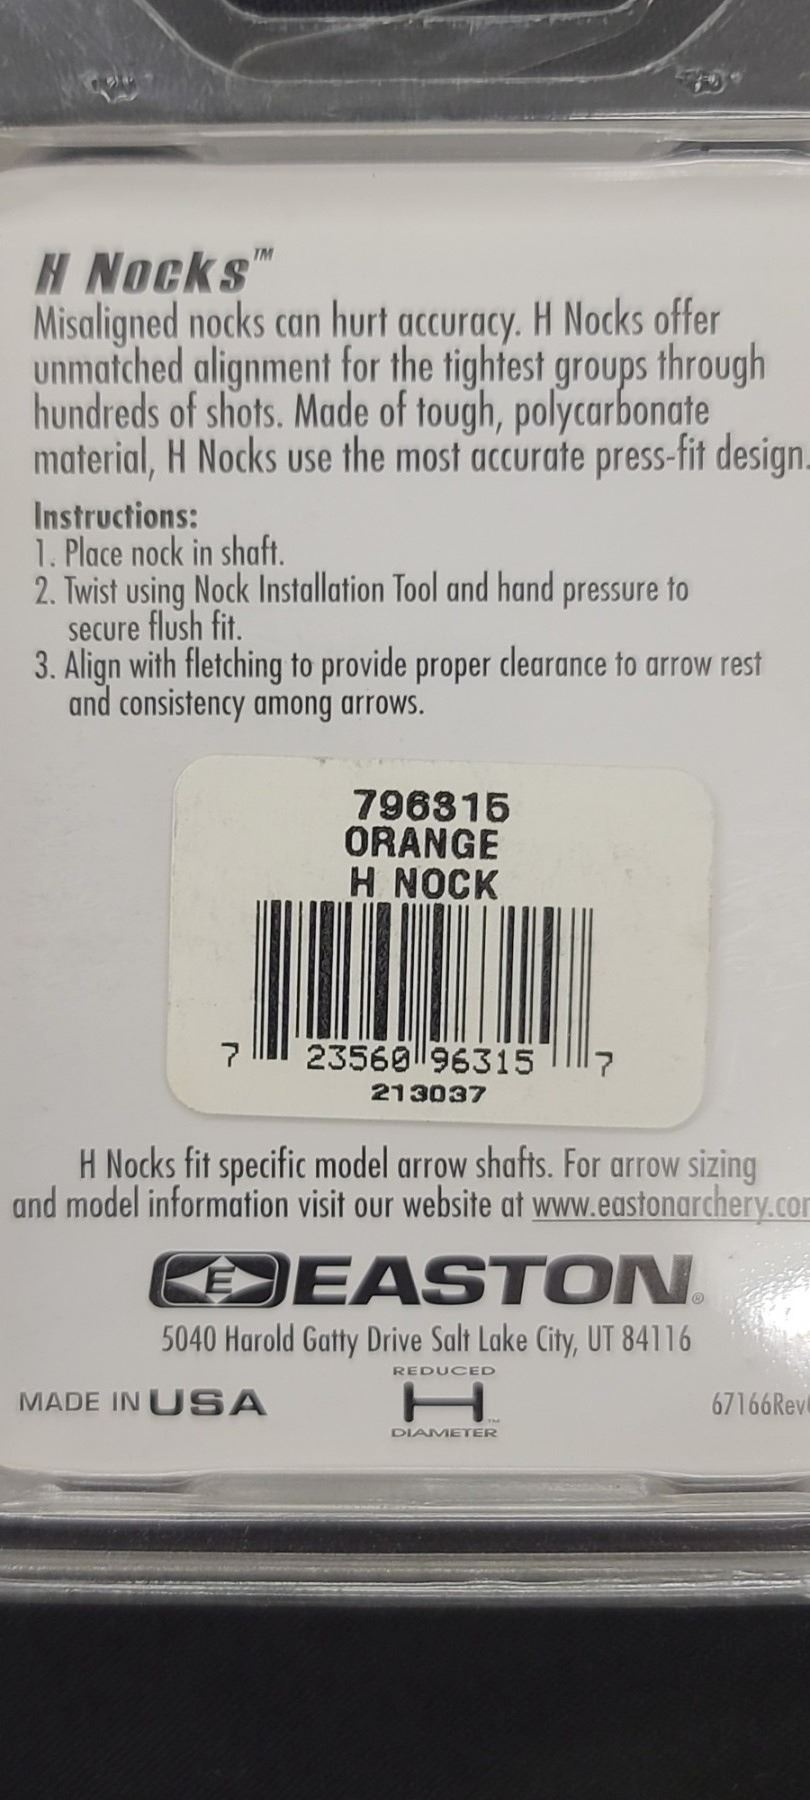 H Nocks™
Misaligned nocks can hurt accuracy. H Nocks offer
unmatched alignment for the tightest groups through
hundreds of shots. Made of tough, polycarbonate
material, H Nocks use the most accurate press-fit design.
Instructions:
1. Place nock in shaft.
2. Twist using Nock Installation Tool and hand pressure to
secure flush fit.
3. Align with fletching to provide proper clearance to arrow rest
and consistency among arrows.
796315
ORANGE
H NOCK
7 23560 96315 7
213037
H Nocks fit specific model arrow shafts. For arrow sizing
and model information visit our website at www.eastonarchery.com
E EASTON®
5040 Harold Gatty Drive Salt Lake City, UT 84116
REDUCED
MADE IN USA H™ 67166Rev
DIAMETER